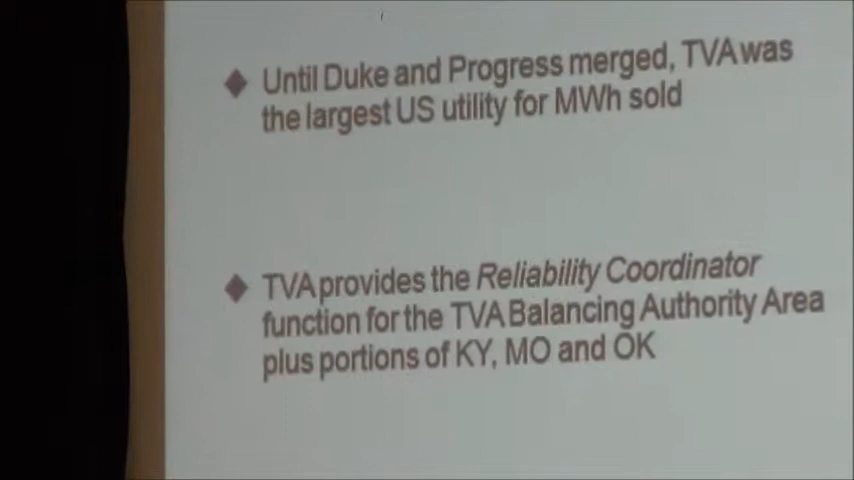 Until Duke and Progress merged, TVA was
the largest US utility for MWh sold
TVA provides the Reliability Coordinator
function for the TVA Balancing Authority Area
plus portions of KY, MO and OK